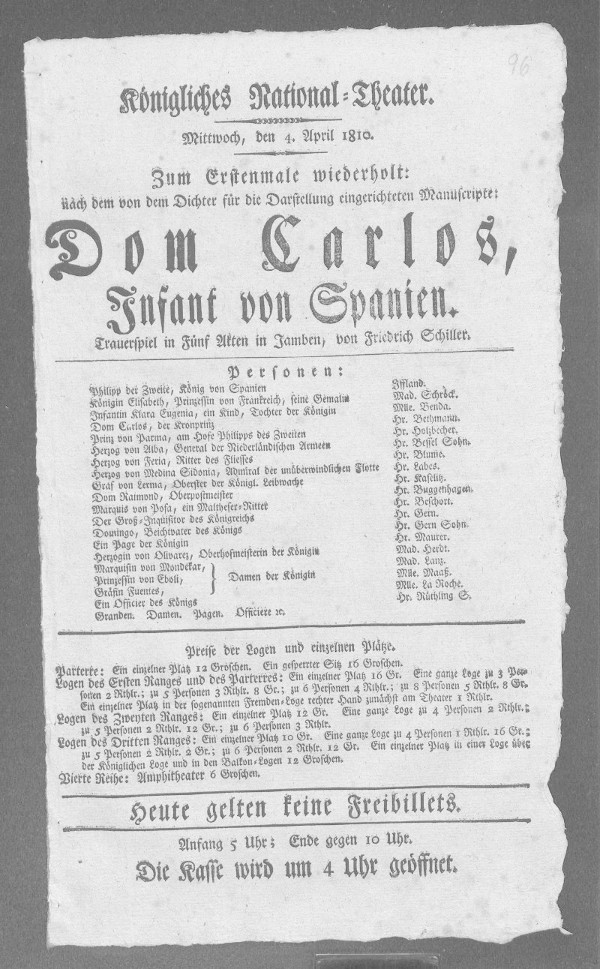 96
Königliches National-Theater.
Mittwoch, den 4. April 1810.
Zum Erstenmale wiederholt:
nach dem von dem Dichter für die Darstellung eingerichteten Manuscripte:
Dom Carlos,
Infant von Spanien.
Trauerspiel in Fünf Akten in Jamben, von Friedrich Schiller.
Personen:
Philipp der Zweite, König von Spanien Iffland.
Königin Elisabeth, Prinzessin von Frankreich, seine Gemalin Mad. Schröck.
Infantin Klara Eugenia, ein Kind, Tochter der Königin Mlle. Benda.
Dom Carlos, der Kronprinz Hr. Bethmann.
Prinz von Parma, am Hofe Philipps des Zweiten Hr. Holzbecher.
Herzog von Alba, General der Niederländischen Armeen Hr. Bessel Sohn.
Herzog von Feria, Ritter des Fliesses Hr. Blume.
Herzog von Medina Sidonia, Admiral der unüberwindlichen Flotte Hr. Labes.
Graf von Lerma, Oberster der Königl. Leibwache Hr. Kaselitz.
Dom Raimond, Oberpostmeister Hr. Buggenhagen.
Marquis von Posa, ein Maltheser-Ritter Hr. Beschort.
Der Groß-Inquisitor des Königreichs Hr. Gern.
Domingo, Beichtvater des Königs Hr. Gern Sohn.
Ein Page der Königin Hr. Maurer.
Herzogin von Olivarez, Oberhofmeisterin der Königin Mad. Herdt.
Marquisin von Mondekar, Mad. Lanz.
Prinzessin von Eboli, Damen der Königin Mlle. Maaß.
Gräfin Fuentes, Mlle. La Roche.
Ein Officier des Königs Hr. Rüthling S.
Granden. Damen. Pagen. Officiere ꝛc.
Preise der Logen und einzelnen Plätze.
Parterre: Ein einzelner Platz 12 Groschen. Ein gesperrter Sitz 16 Groschen.
Logen des Ersten Ranges und des Parterres: Ein einzelner Platz 16 Gr. Eine ganze Loge zu 3 Per-
sonen 2 Rthlr.; zu 5 Personen 3 Rthlr. 8 Gr.; zu 6 Personen 4 Rthlr.; zu 8 Personen 5 Rthlr. 8 Gr.
Ein einzelner Platz in der sogenannten Fremden-Loge rechter Hand zunächst am Theater 1 Rthlr.
Logen des Zweyten Ranges: Ein einzelner Platz 12 Gr. Eine ganze Loge zu 4 Personen 2 Rthlr.;
zu 5 Personen 2 Rthlr. 12 Gr.; zu 6 Personen 3 Rthlr.
Logen des Dritten Ranges: Ein einzelner Platz 10 Gr. Eine ganze Loge zu 4 Personen 1 Rthlr. 16 Gr.;
zu 5 Personen 2 Rthlr. 2 Gr.; zu 6 Personen 2 Rthlr. 12 Gr. Ein einzelner Platz in einer Loge über
der Königlichen Loge und in den Balkon-Logen 12 Groschen.
Vierte Reihe: Amphitheater 6 Groschen.
Heute gelten keine Freibillets.
Anfang 5 Uhr; Ende gegen 10 Uhr.
Die Kasse wird um 4 Uhr geöffnet.